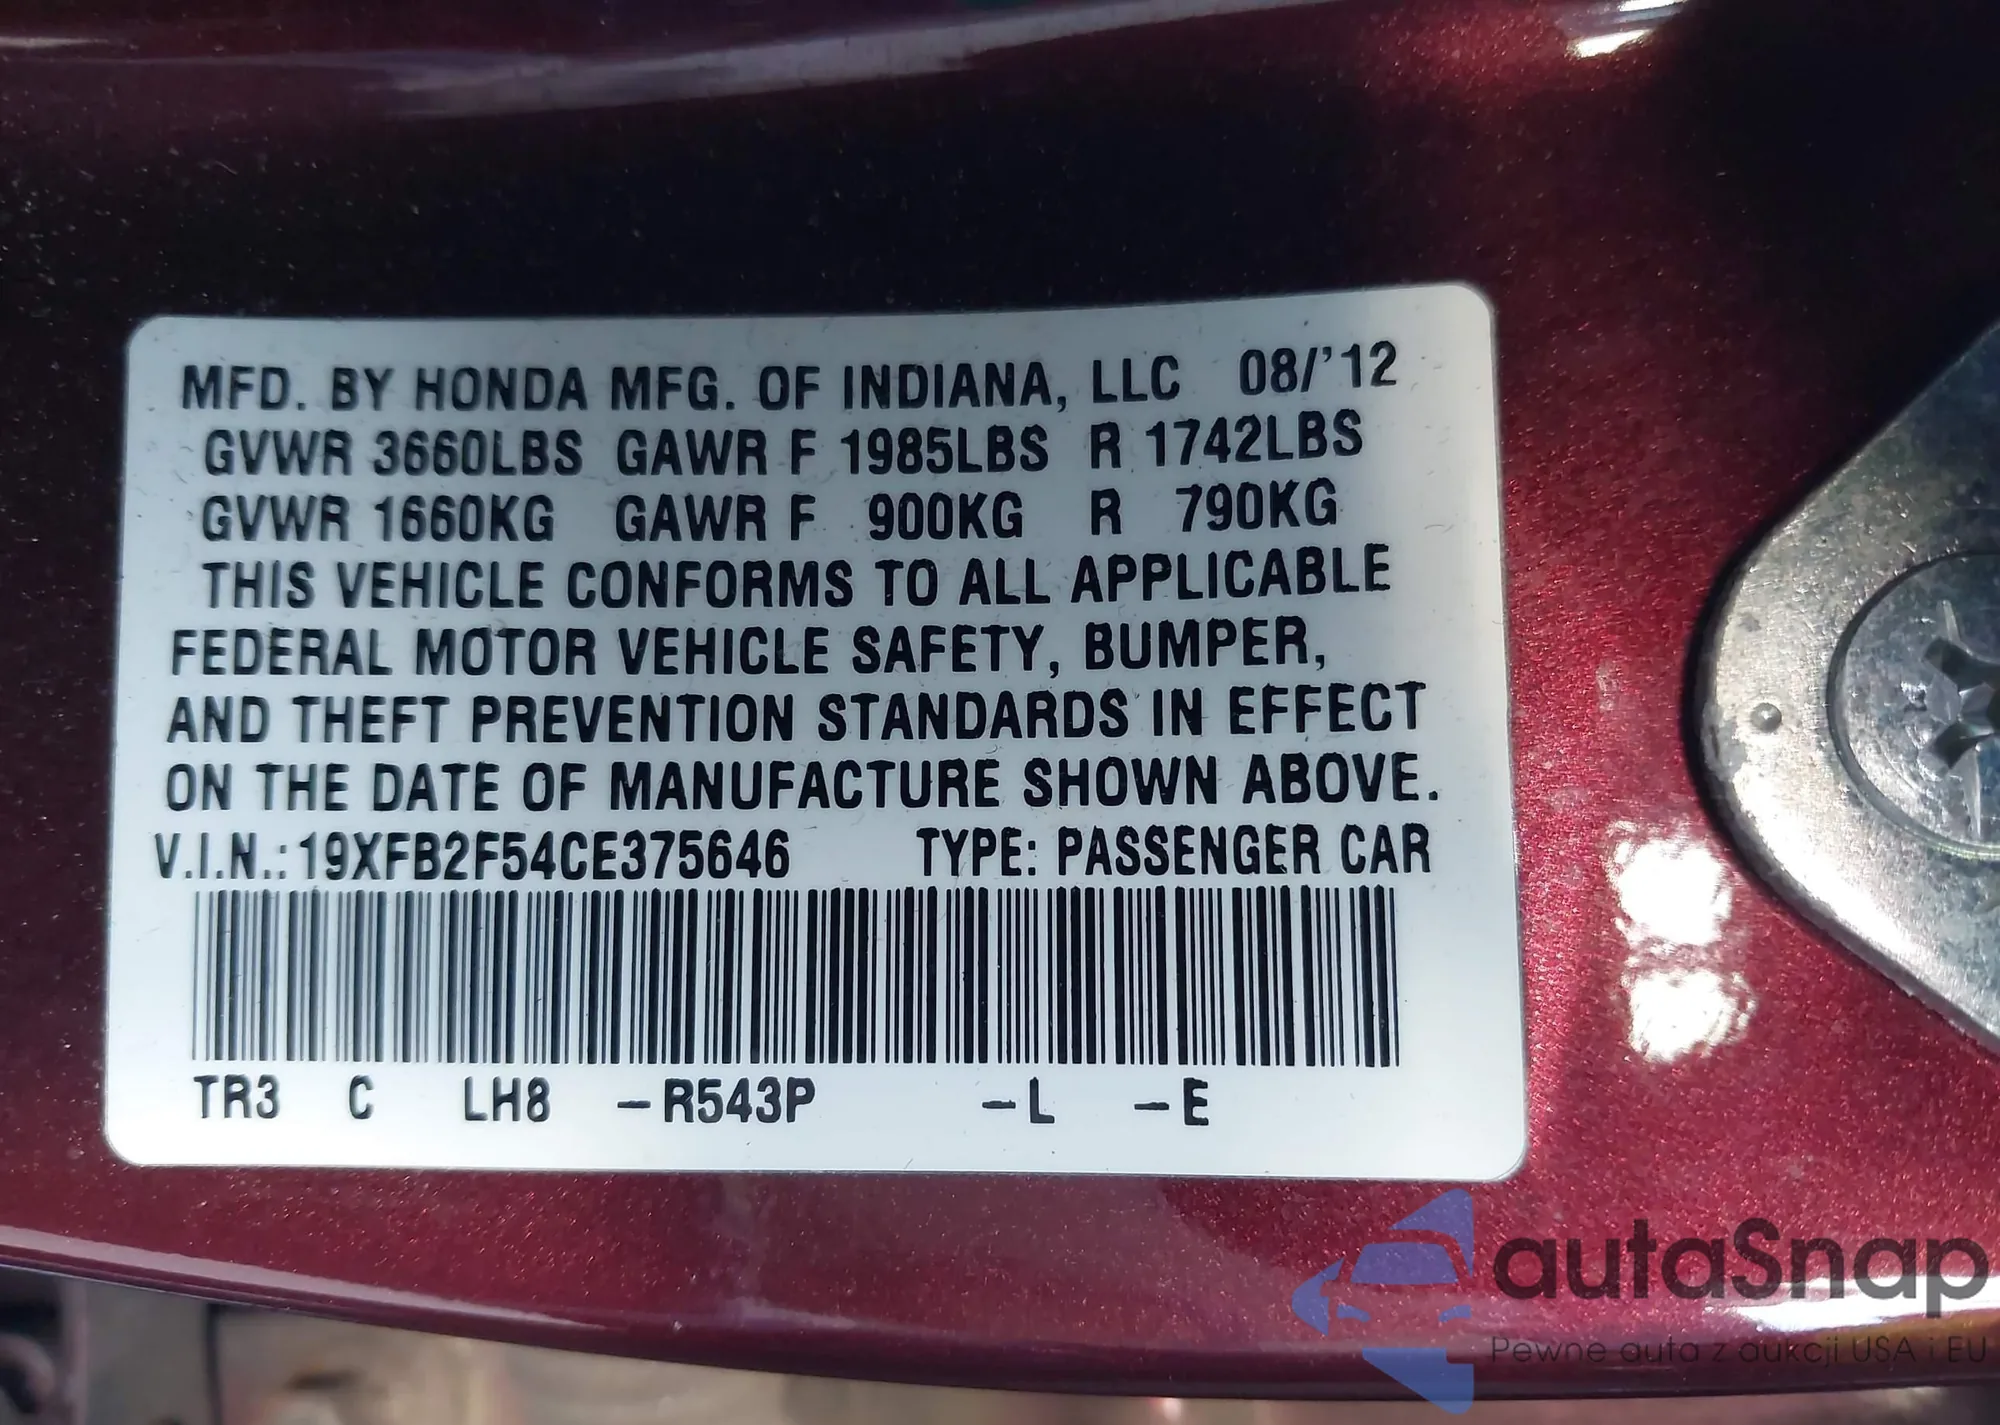 MFD. BY HONDA MFG. OF INDIANA, LLC 08/'12
GVWR 3660LBS GAWR F 1985LBS R 1742LBS
GVWR 1660KG GAWR F 900KG R 790KG
THIS VEHICLE CONFORMS TO ALL APPLICABLE
FEDERAL MOTOR VEHICLE SAFETY, BUMPER,
AND THEFT PREVENTION STANDARDS IN EFFECT
ON THE DATE OF MANUFACTURE SHOWN ABOVE.
V.I.N.:19XFB2F54CE375646 TYPE: PASSENGER CAR
TR3 C LH8 –R543P –L –E
autaSnap
Pewne auta z aukcji USA i EU